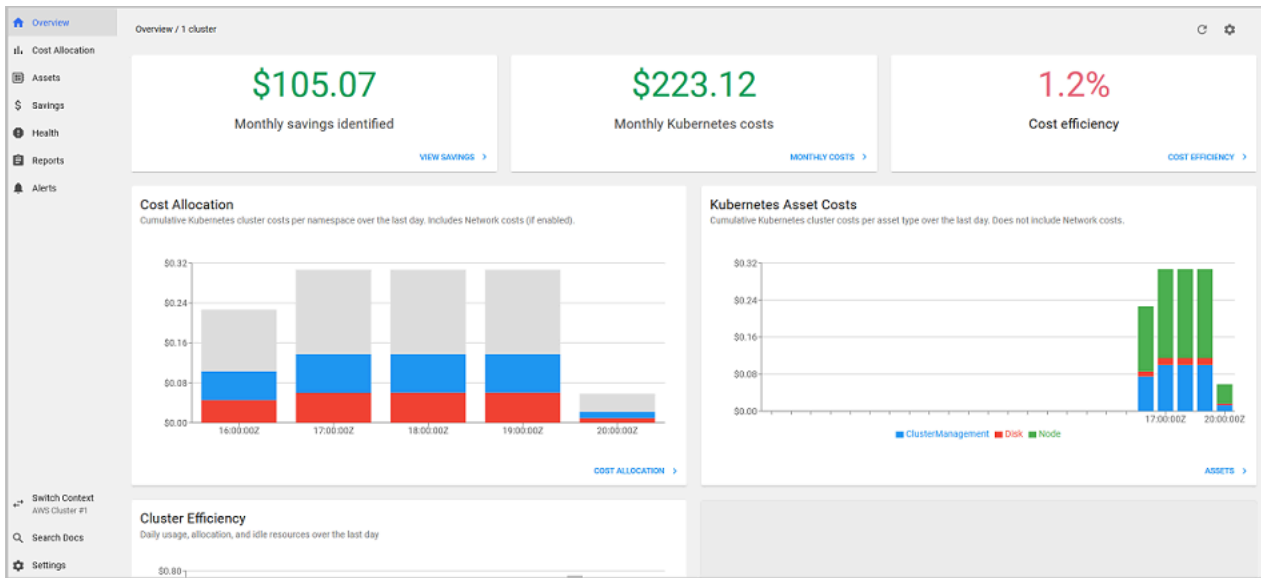 Overview
Cost Allocation
Assets
Savings
Health
Reports
Alerts
Switch Context
AWS Cluster #1
Search Docs
Settings
Overview / 1 cluster
$105.07
Monthly savings identified
VIEW SAVINGS
$223.12
Monthly Kubernetes costs
MONTHLY COSTS
1.2%
Cost efficiency
COST EFFICIENCY
Cost Allocation
Cumulative Kubernetes cluster costs per namespace over the last day. Includes Network costs (if enabled).
$0.32
$0.24
$0.16
$0.08
$0.00
16:00:00Z 17:00:00Z 18:00:00Z 19:00:00Z 20:00:00Z
COST ALLOCATION
Kubernetes Asset Costs
Cumulative Kubernetes cluster costs per asset type over the last day. Does not include Network costs.
$0.32
$0.24
$0.16
$0.08
$0.00
17:00:00Z 20:00:00Z
ClusterManagement Disk Node
ASSETS
Cluster Efficiency
Daily usage, allocation, and idle resources over the last day
$0.80